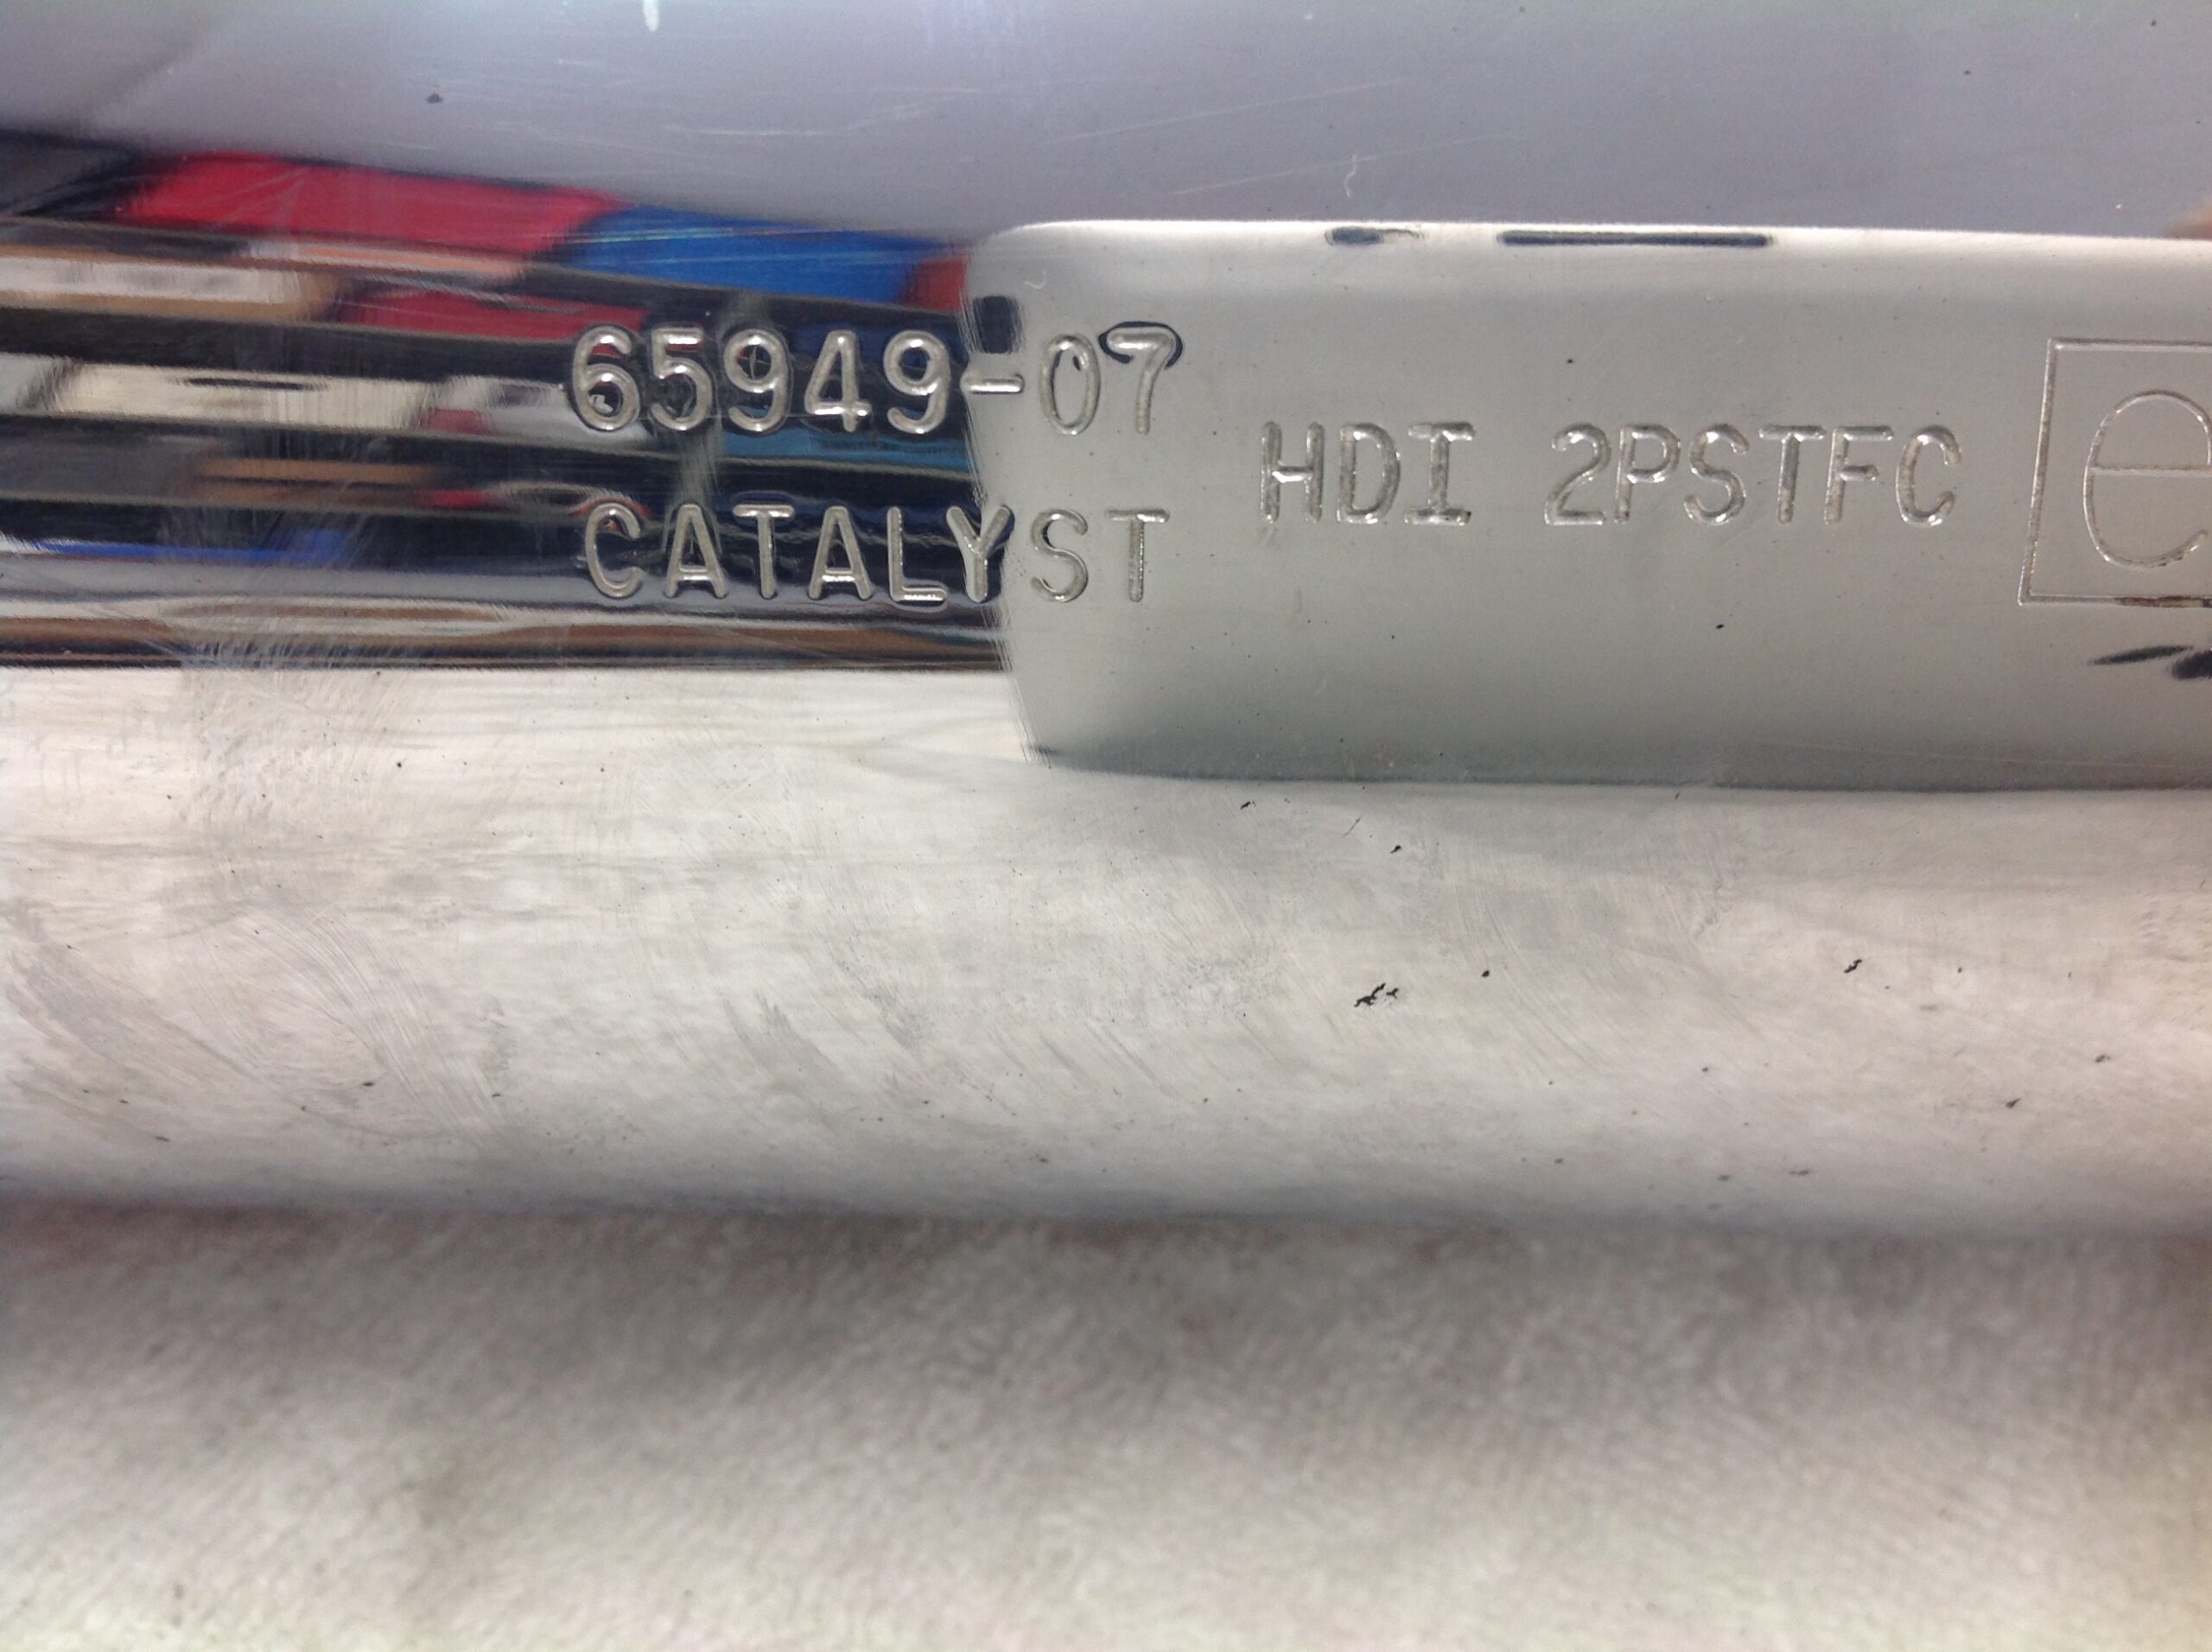 65949-07
CATALYST
HDI 2PSTFC
e